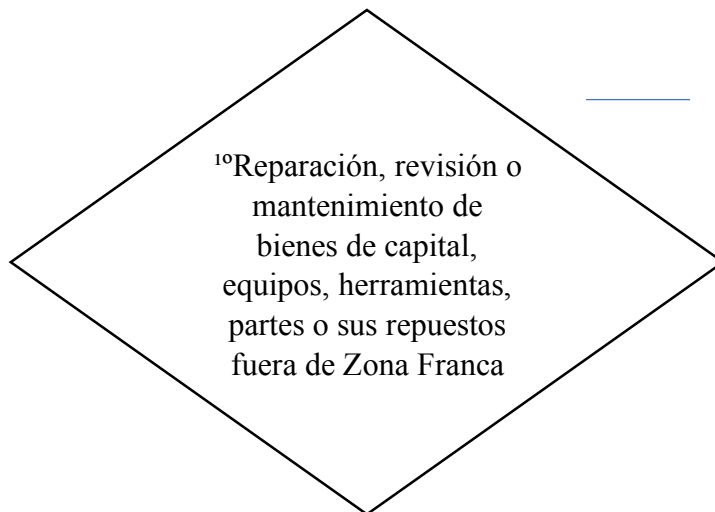 ¹ºReparación, revisión o
mantenimiento de
bienes de capital,
equipos, herramientas,
partes o sus repuestos
fuera de Zona Franca